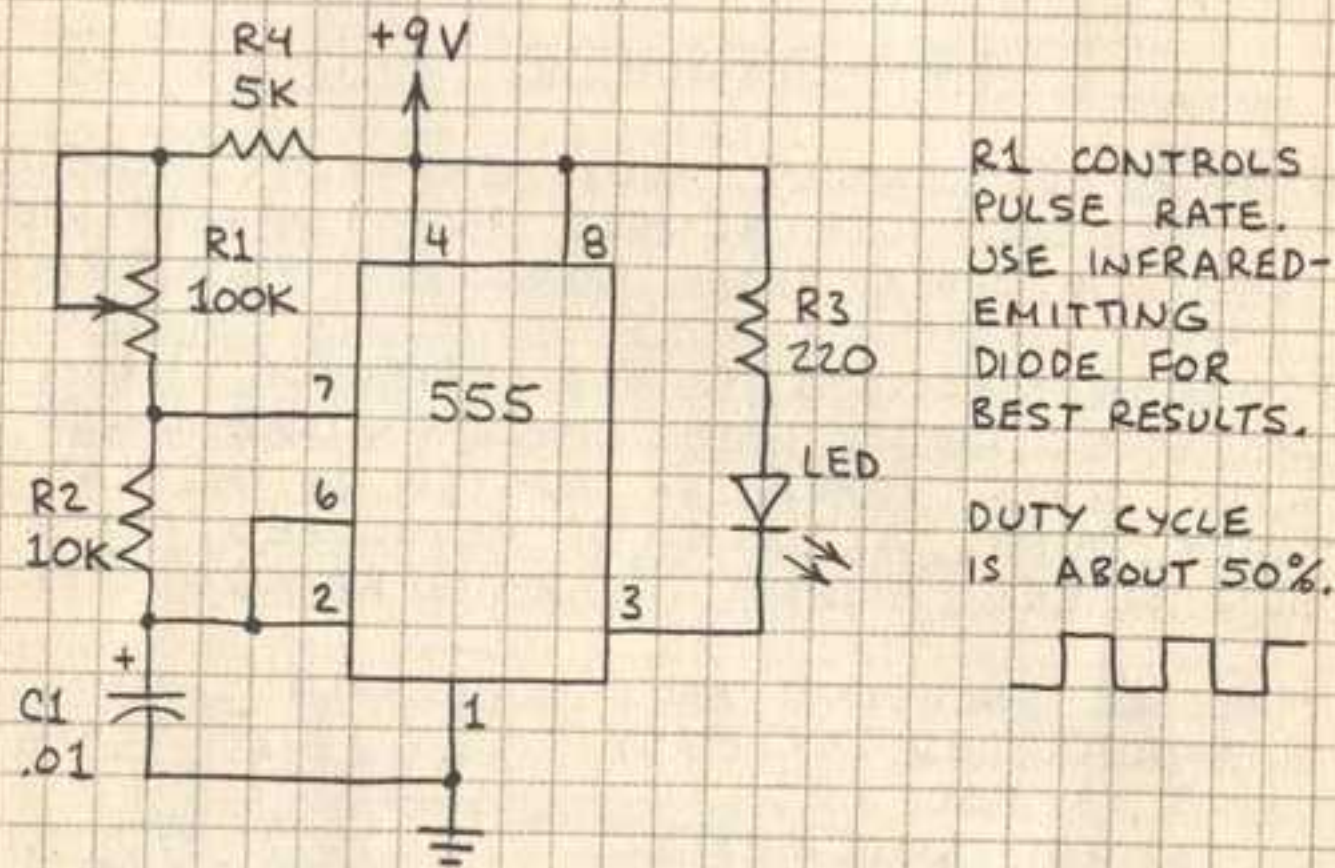 R4
5K
+9V
R1
100K
4
8
7
555
6
2
3
1
R2
10K
+
C1
.01
R3
220
LED
R1 CONTROLS
PULSE RATE.
USE INFRARED-
EMITTING
DIODE FOR
BEST RESULTS.
DUTY CYCLE
IS ABOUT 50%.